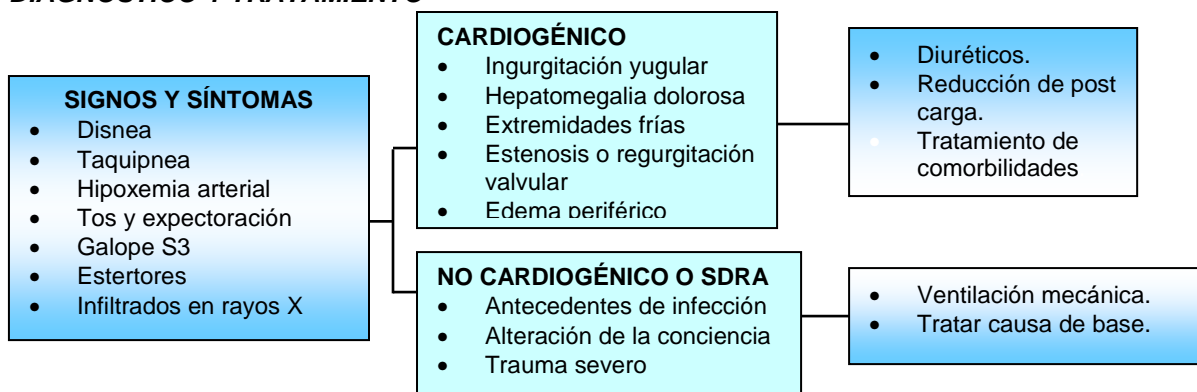 DIAGNÓSTICO Y TRATAMIENTO
SIGNOS Y SÍNTOMAS
• Disnea
• Taquipnea
• Hipoxemia arterial
• Tos y expectoración
• Galope S3
• Estertores
• Infiltrados en rayos X
CARDIOGÉNICO
• Ingurgitación yugular
• Hepatomegalia dolorosa
• Extremidades frías
• Estenosis o regurgitación
valvular
• Edema periférico
• Diuréticos.
• Reducción de post
carga.
• Tratamiento de
comorbilidades
NO CARDIOGÉNICO O SDRA
• Antecedentes de infección
• Alteración de la conciencia
• Trauma severo
• Ventilación mecánica.
• Tratar causa de base.